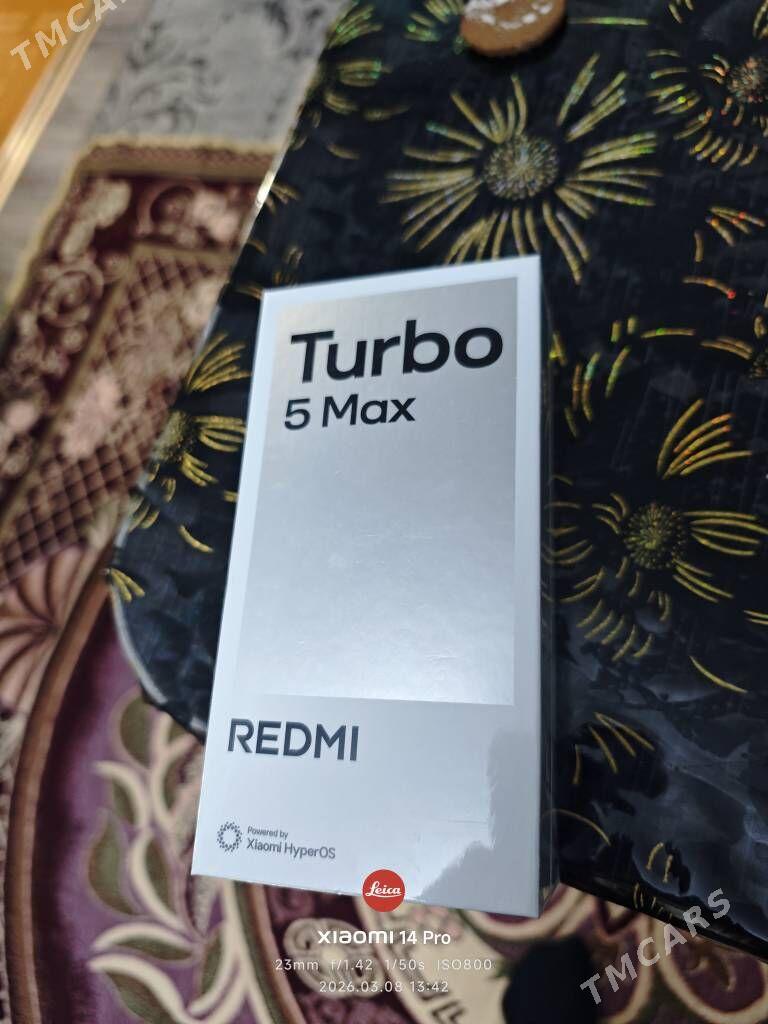 TMCARS
Turbo
5 Max
REDMI
Powered by
Xiaomi HyperOS
Leica
xiaomi 14 Pro
23mm f/1.42 1/50s ISO800
2026.03.08 13:42
TMCARS